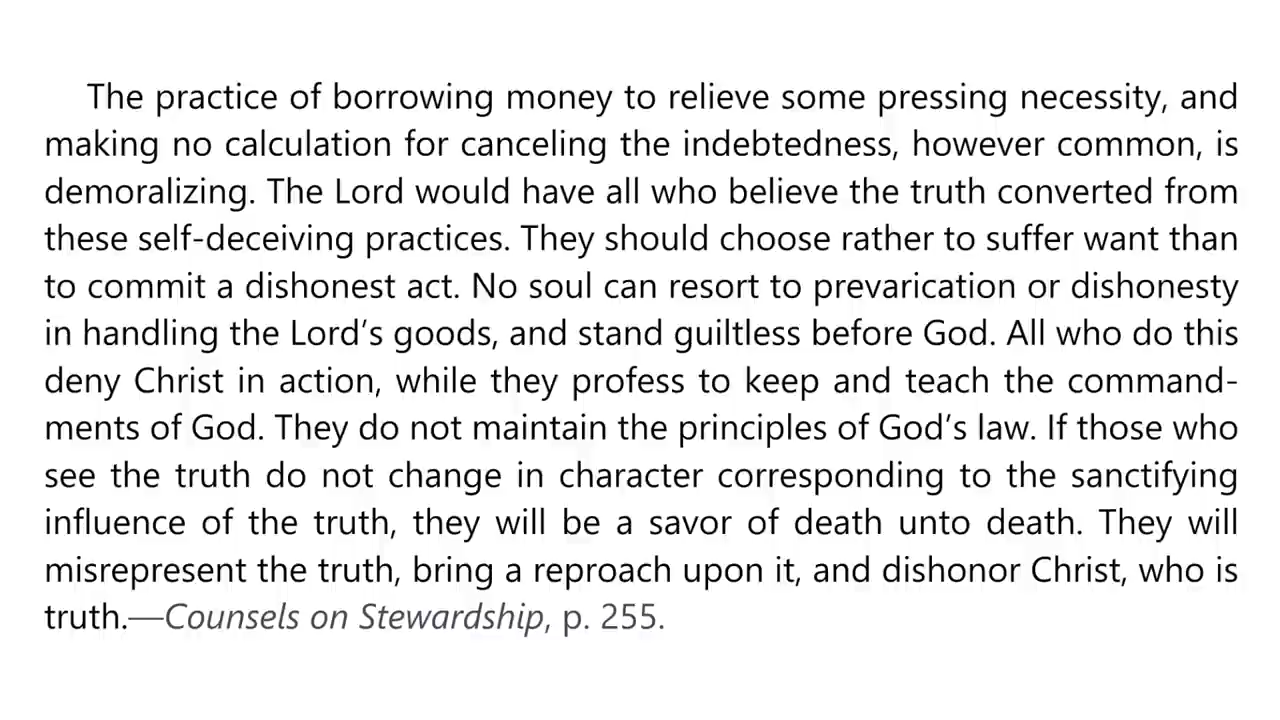 The practice of borrowing money to relieve some pressing necessity, and
making no calculation for canceling the indebtedness, however common, is
demoralizing. The Lord would have all who believe the truth converted from
these self-deceiving practices. They should choose rather to suffer want than
to commit a dishonest act. No soul can resort to prevarication or dishonesty
in handling the Lord’s goods, and stand guiltless before God. All who do this
deny Christ in action, while they profess to keep and teach the command-
ments of God. They do not maintain the principles of God’s law. If those who
see the truth do not change in character corresponding to the sanctifying
influence of the truth, they will be a savor of death unto death. They will
misrepresent the truth, bring a reproach upon it, and dishonor Christ, who is
truth.—Counsels on Stewardship, p. 255.